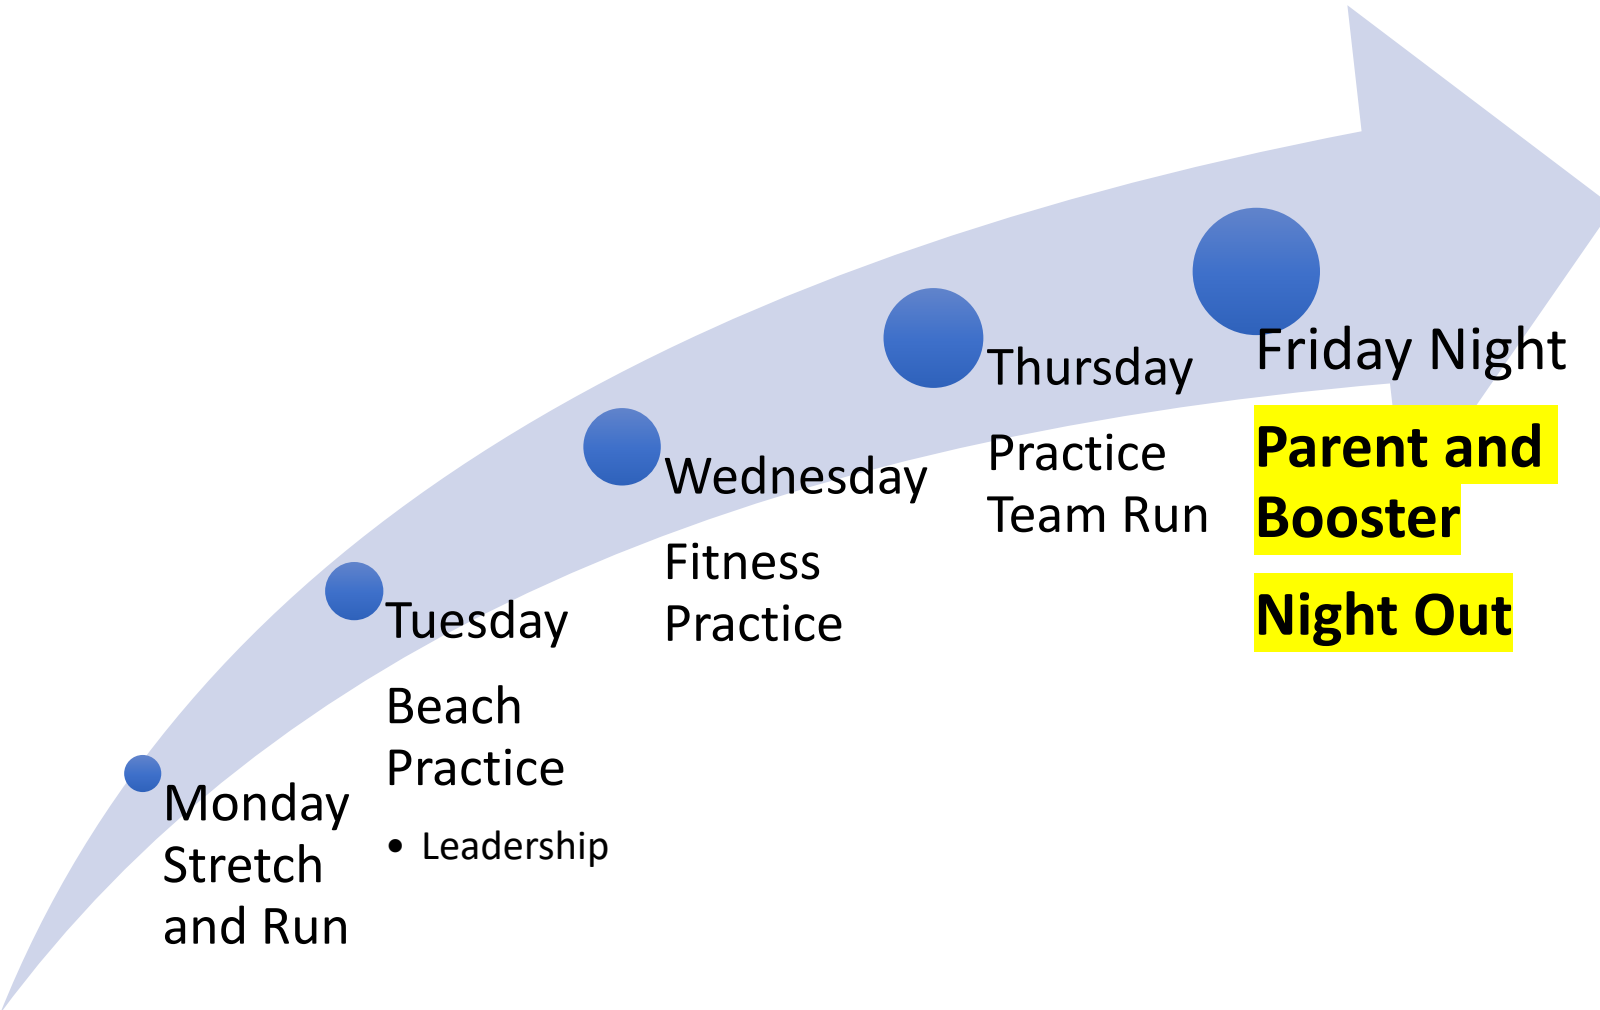 Monday
Stretch
and Run
Tuesday
Beach
Practice
• Leadership
Wednesday
Fitness
Practice
Thursday
Practice
Team Run
Friday Night
Parent and
Booster
Night Out